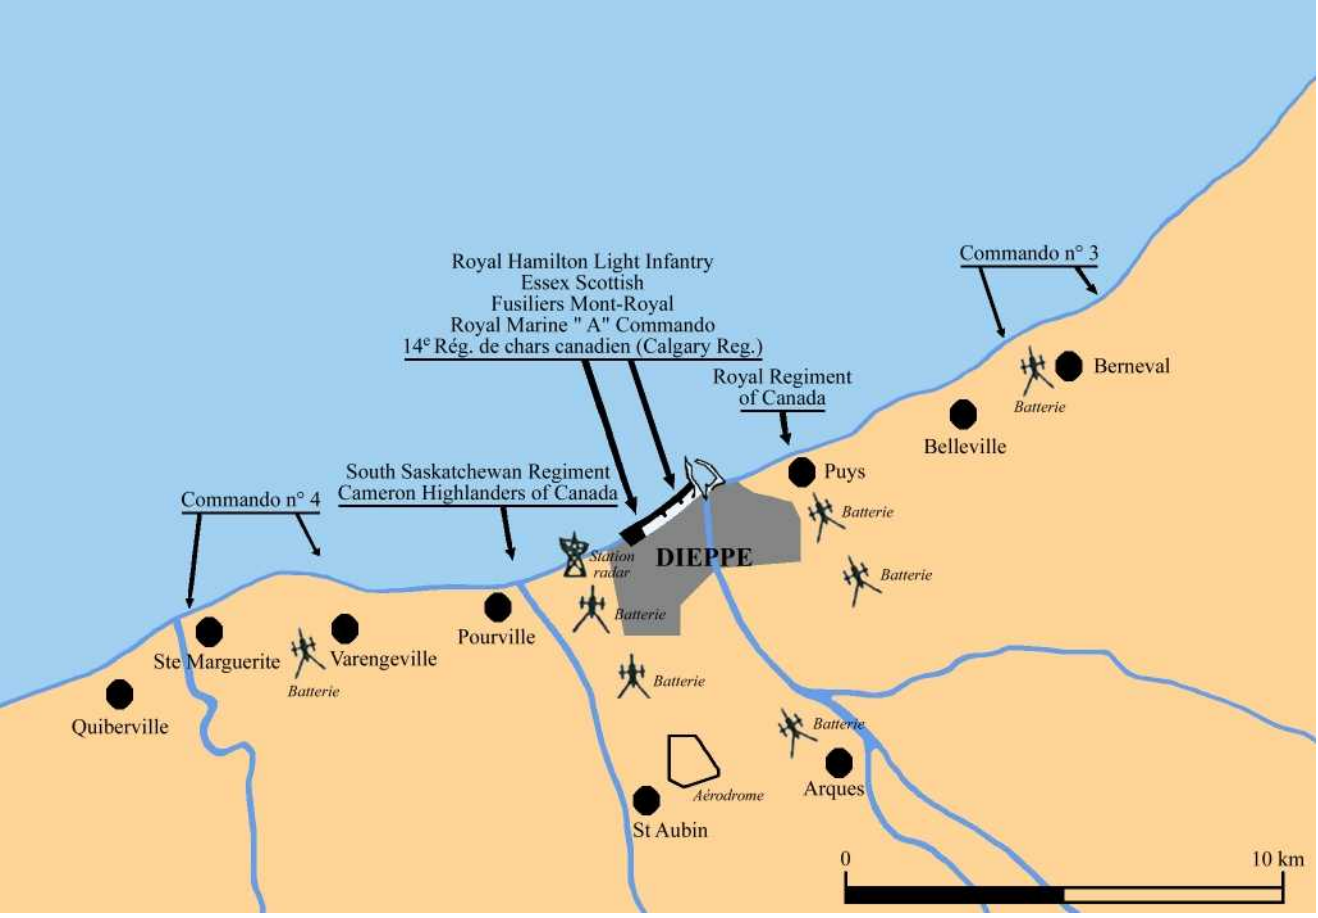 Commando n° 3
Royal Hamilton Light Infantry
Essex Scottish
Fusiliers Mont-Royal
Royal Marine " A" Commando
14e Rég. de chars canadien (Calgary Reg.)
Royal Regiment
of Canada
Berneval
Batterie
Belleville
South Saskatchewan Regiment
Cameron Highlanders of Canada
Puys
Commando n° 4
Batterie
Station
radar
DIEPPE
Batterie
Batterie
Pourville
Ste Marguerite
Varengeville
Batterie
Batterie
Quiberville
Batterie
Arques
Aérodrome
St Aubin
0
10 km